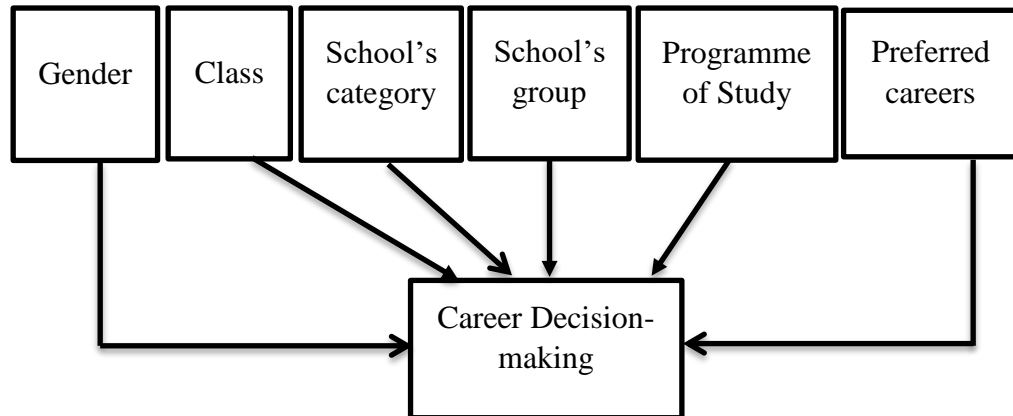 Gender
Class
School’s
category
School’s
group
Programme
of Study
Preferred
careers
Career Decision-
making